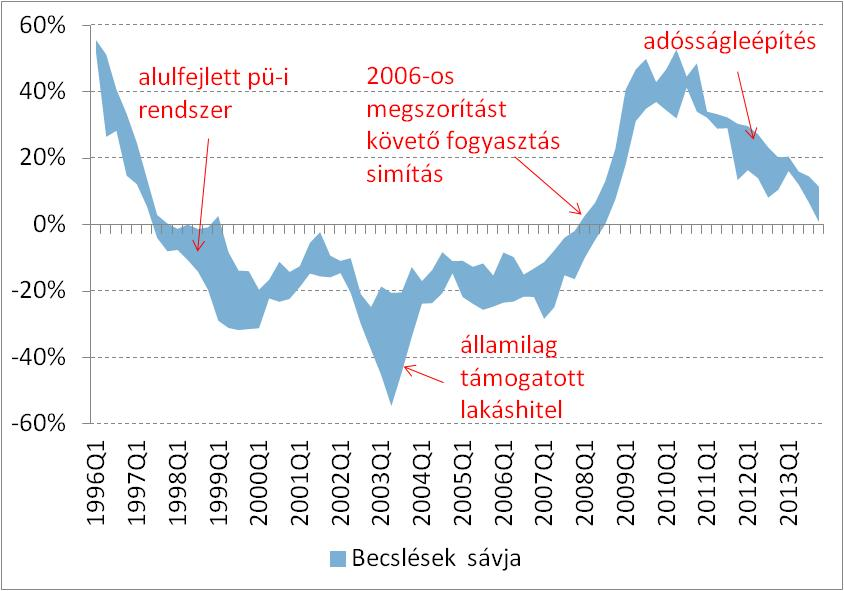 60%
40%
20%
0%
-20%
-40%
-60%
alulfejlett pü-i
rendszer
2006-os
megszorítást
követő fogyasztás
simítás
adósságleépítés
államilag
támogatott
lakáshitel
1996Q1
1997Q1
1998Q1
1999Q1
2000Q1
2001Q1
2002Q1
2003Q1
2004Q1
2005Q1
2006Q1
2007Q1
2008Q1
2009Q1
2010Q1
2011Q1
2012Q1
2013Q1
Becslések sávja